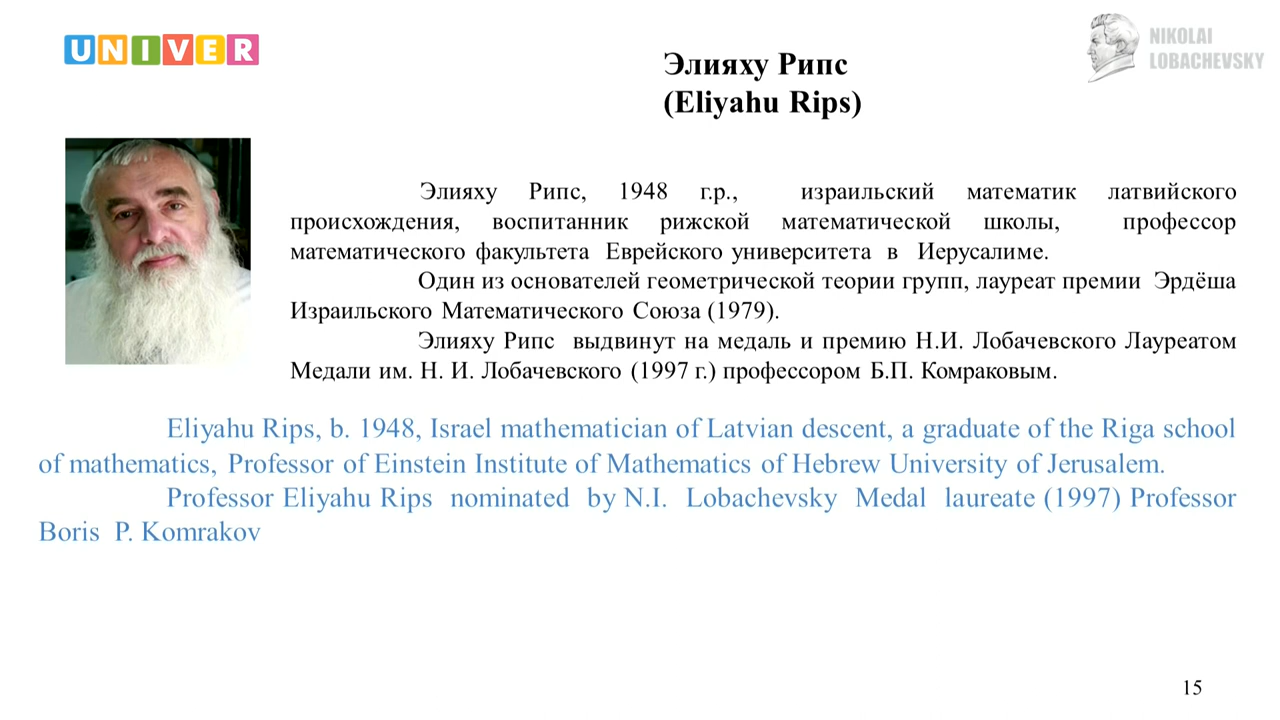 UNIVER
NIKOLAI
LOBACHEVSKY
Элияху Рипс
(Eliyahu Rips)
Элияху Рипс, 1948 г.р., израильский математик латвийского
происхождения, воспитанник рижской математической школы, профессор
математического факультета Еврейского университета в Иерусалиме.
Один из основателей геометрической теории групп, лауреат премии Эрдёша
Израильского Математического Союза (1979).
Элияху Рипс выдвинут на медаль и премию Н.И. Лобачевского Лауреатом
Медали им. Н. И. Лобачевского (1997 г.) профессором Б.П. Комраковым.
Eliyahu Rips, b. 1948, Israel mathematician of Latvian descent, a graduate of the Riga school
of mathematics, Professor of Einstein Institute of Mathematics of Hebrew University of Jerusalem.
Professor Eliyahu Rips nominated by N.I. Lobachevsky Medal laureate (1997) Professor
Boris P. Komrakov
15